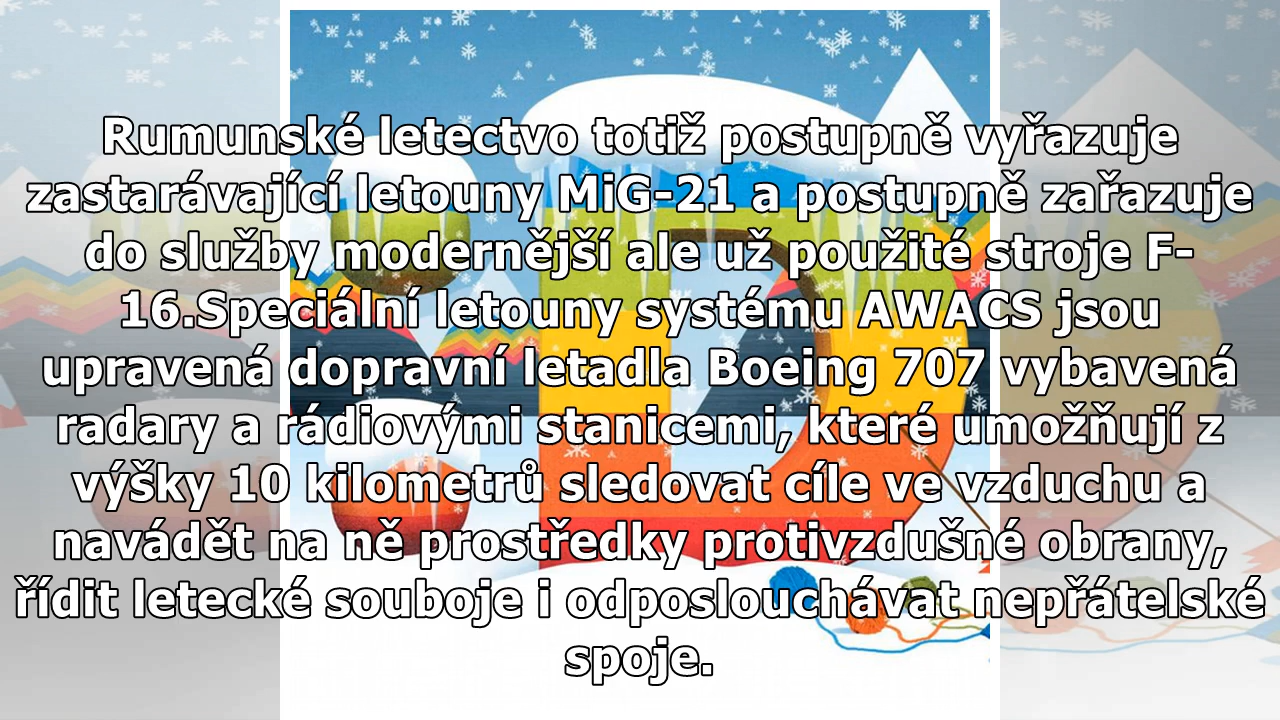 Rumunské letectvo totiž postupně vyřazuje
zastarávající letouny MiG-21 a postupně zařazuje
do služby modernější ale už použité stroje F-
16.Speciální letouny systému AWACS jsou
upravená dopravní letadla Boeing 707 vybavená
radary a rádiovými stanicemi, které umožňují z
výšky 10 kilometrů sledovat cíle ve vzduchu a
navádět na ně prostředky protivzdušné obrany,
řídit letecké souboje i odposlouchávat nepřátelské
spoje.